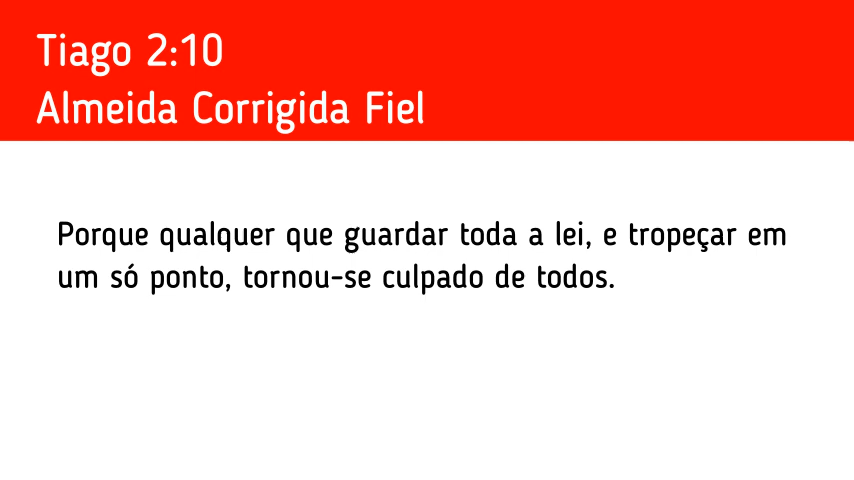 Tiago 2:10
Almeida Corrigida Fiel
Porque qualquer que guardar toda a lei, e tropeçar em
um só ponto, tornou-se culpado de todos.